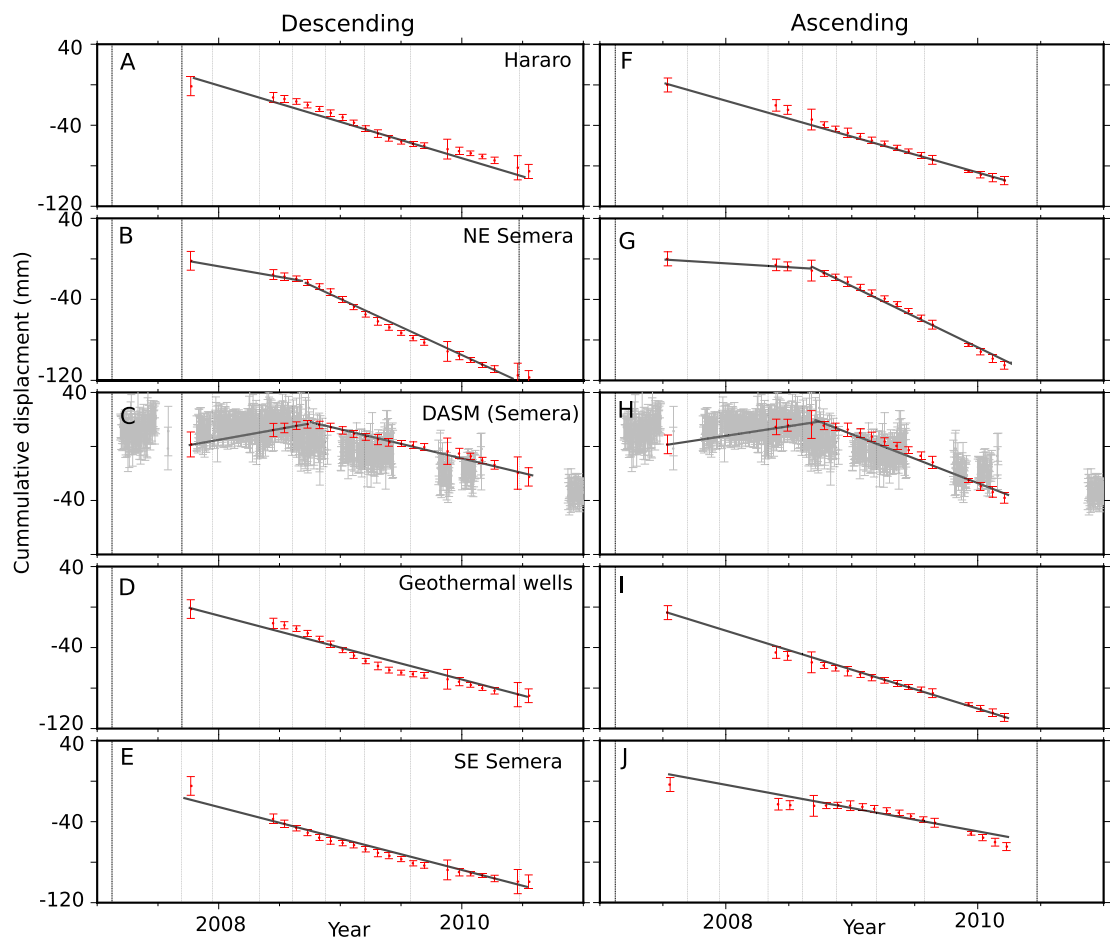 Descending
Ascending
Cummulative displacment (mm)
40
-40
-120
A
Hararo
F
40
-40
-120
B
NE Semera
G
40
-40
C
DASM (Semera)
H
40
-40
-120
D
Geothermal wells
I
40
-40
-120
E
SE Semera
J
2008
Year
2010
2008
Year
2010